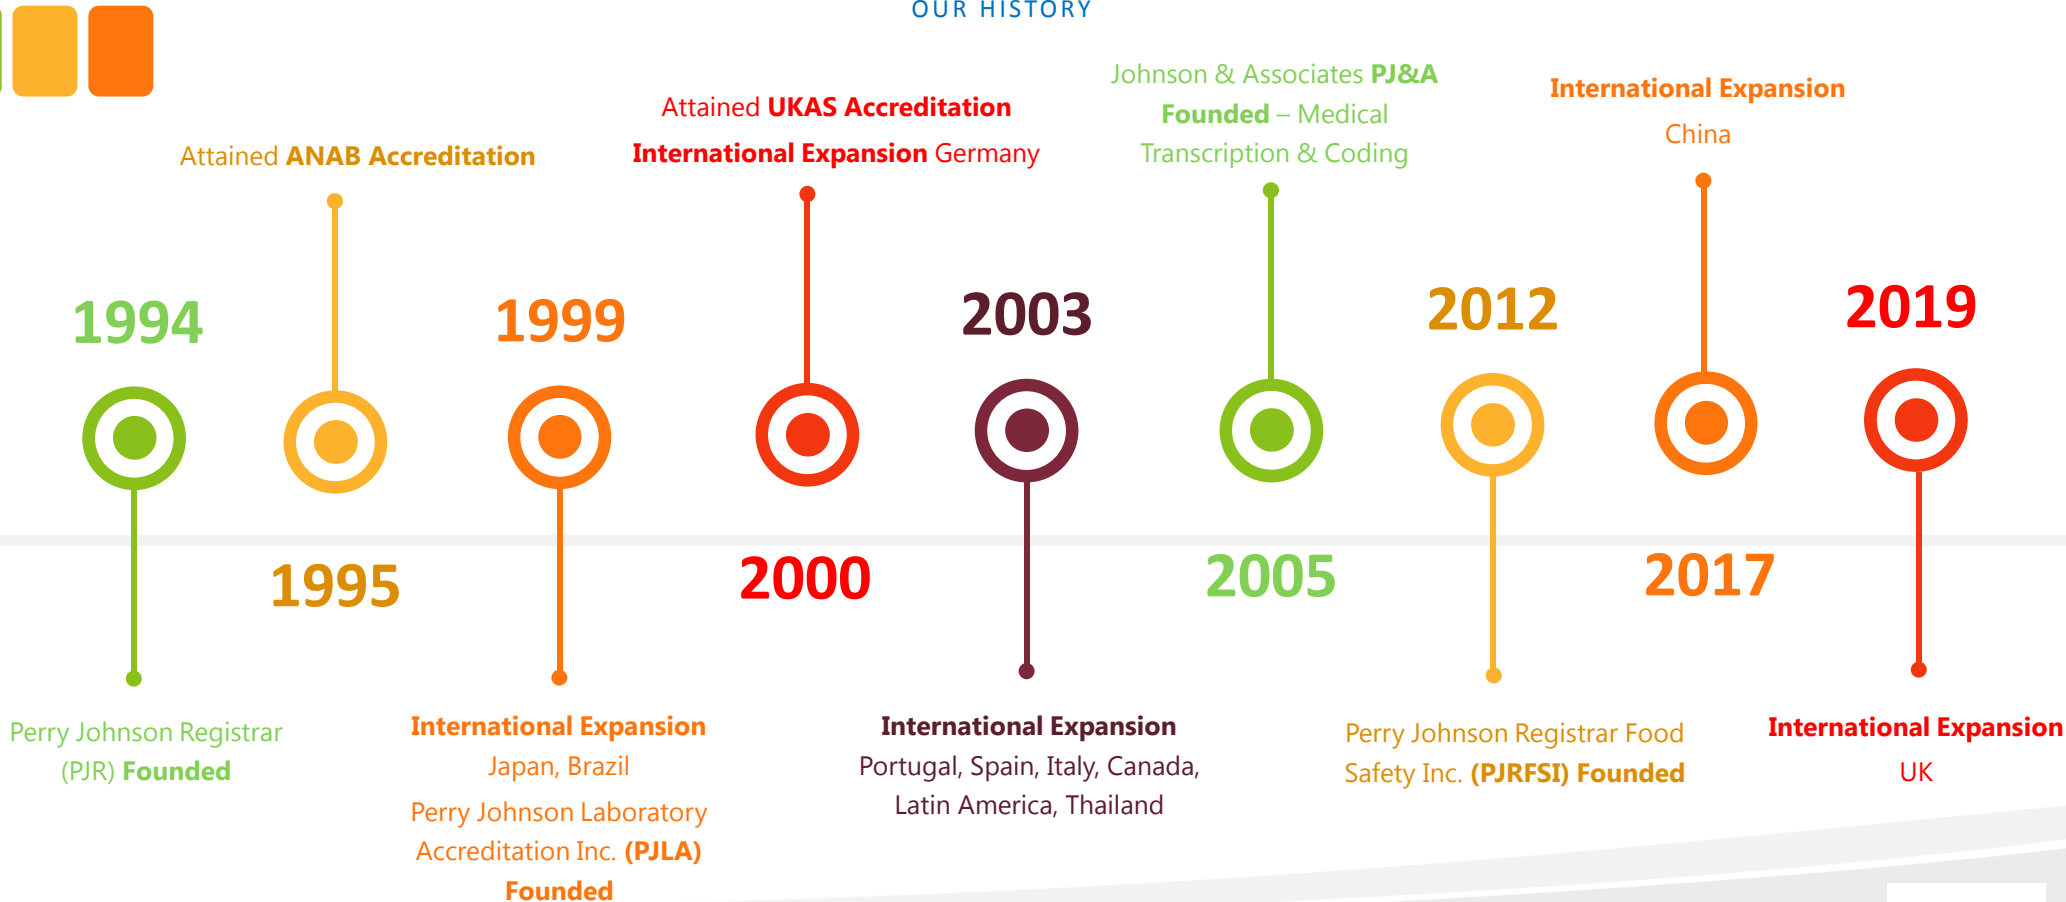 OUR HISTORY
1994
Perry Johnson Registrar
(PJR) Founded
Attained ANAB Accreditation
1995
1999
International Expansion
Japan, Brazil
Perry Johnson Laboratory
Accreditation Inc. (PJLA)
Founded
Attained UKAS Accreditation
International Expansion Germany
2000
2003
International Expansion
Portugal, Spain, Italy, Canada,
Latin America, Thailand
Johnson & Associates PJ&A
Founded – Medical
Transcription & Coding
2005
2012
Perry Johnson Registrar Food
Safety Inc. (PJRFSI) Founded
International Expansion
China
2017
2019
International Expansion
UK